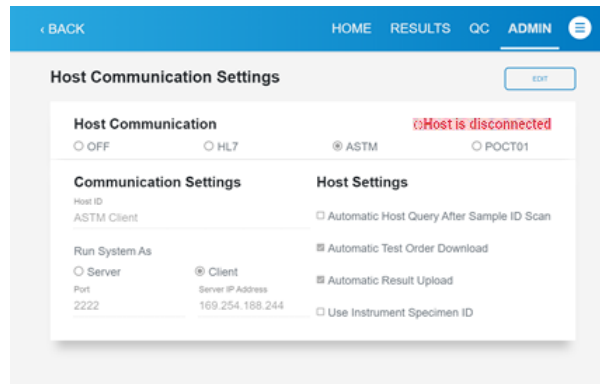 ‹ BACK HOME RESULTS QC ADMIN
Host Communication Settings EDIT
Host Communication Host is disconnected
OFF HL7 ASTM POCT01
Communication Settings Host Settings
Host ID
ASTM Client Automatic Host Query After Sample ID Scan
Run System As Automatic Test Order Download
Server Client Automatic Result Upload
Port Server IP Address
2222 169.254.188.244 Use Instrument Specimen ID